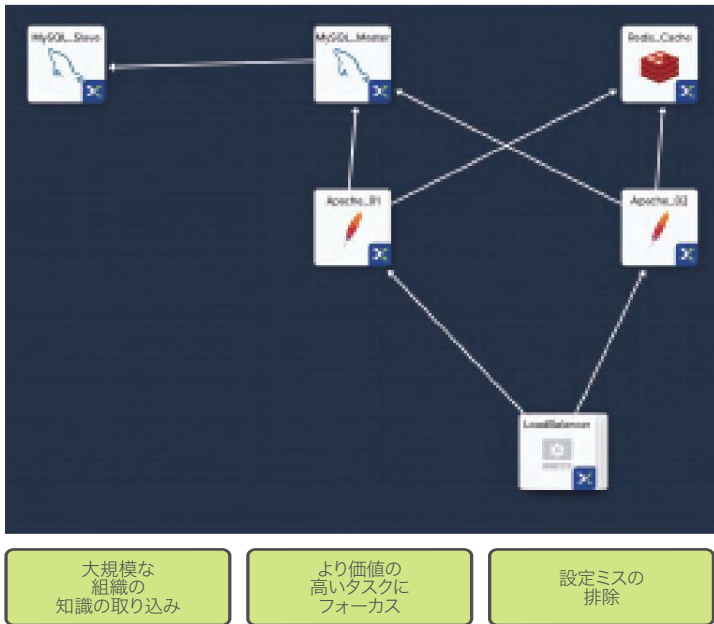 MySQL_Slave
MySQL_Master
Redis_Cache
Apache_01
Apache_02
LoadBalancer
大規模な
組織の
知識の取り込み
より価値の
高いタスクに
フォーカス
設定ミスの
排除